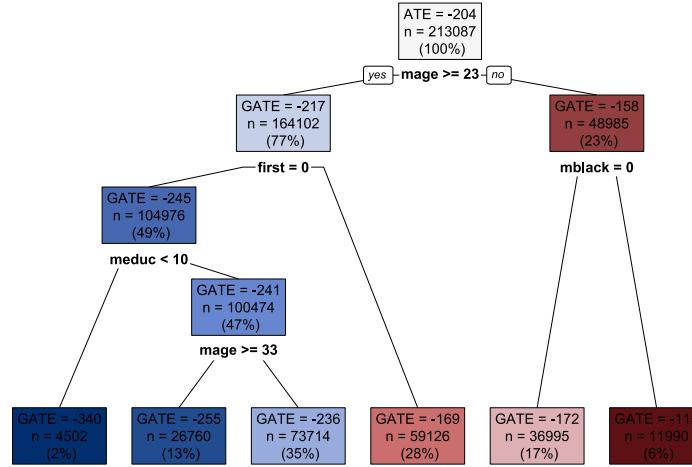 ATE = -204
n = 213087
(100%)
yes mage >= 23 no
GATE = -217
n = 164102
(77%)
GATE = -158
n = 48985
(23%)
first = 0
mblack = 0
GATE = -245
n = 104976
(49%)
meduc < 10
GATE = -241
n = 100474
(47%)
mage >= 33
GATE = -340
n = 4502
(2%)
GATE = -255
n = 26760
(13%)
GATE = -236
n = 73714
(35%)
GATE = -169
n = 59126
(28%)
GATE = -172
n = 36995
(17%)
GATE =
n = 11990
(6%)